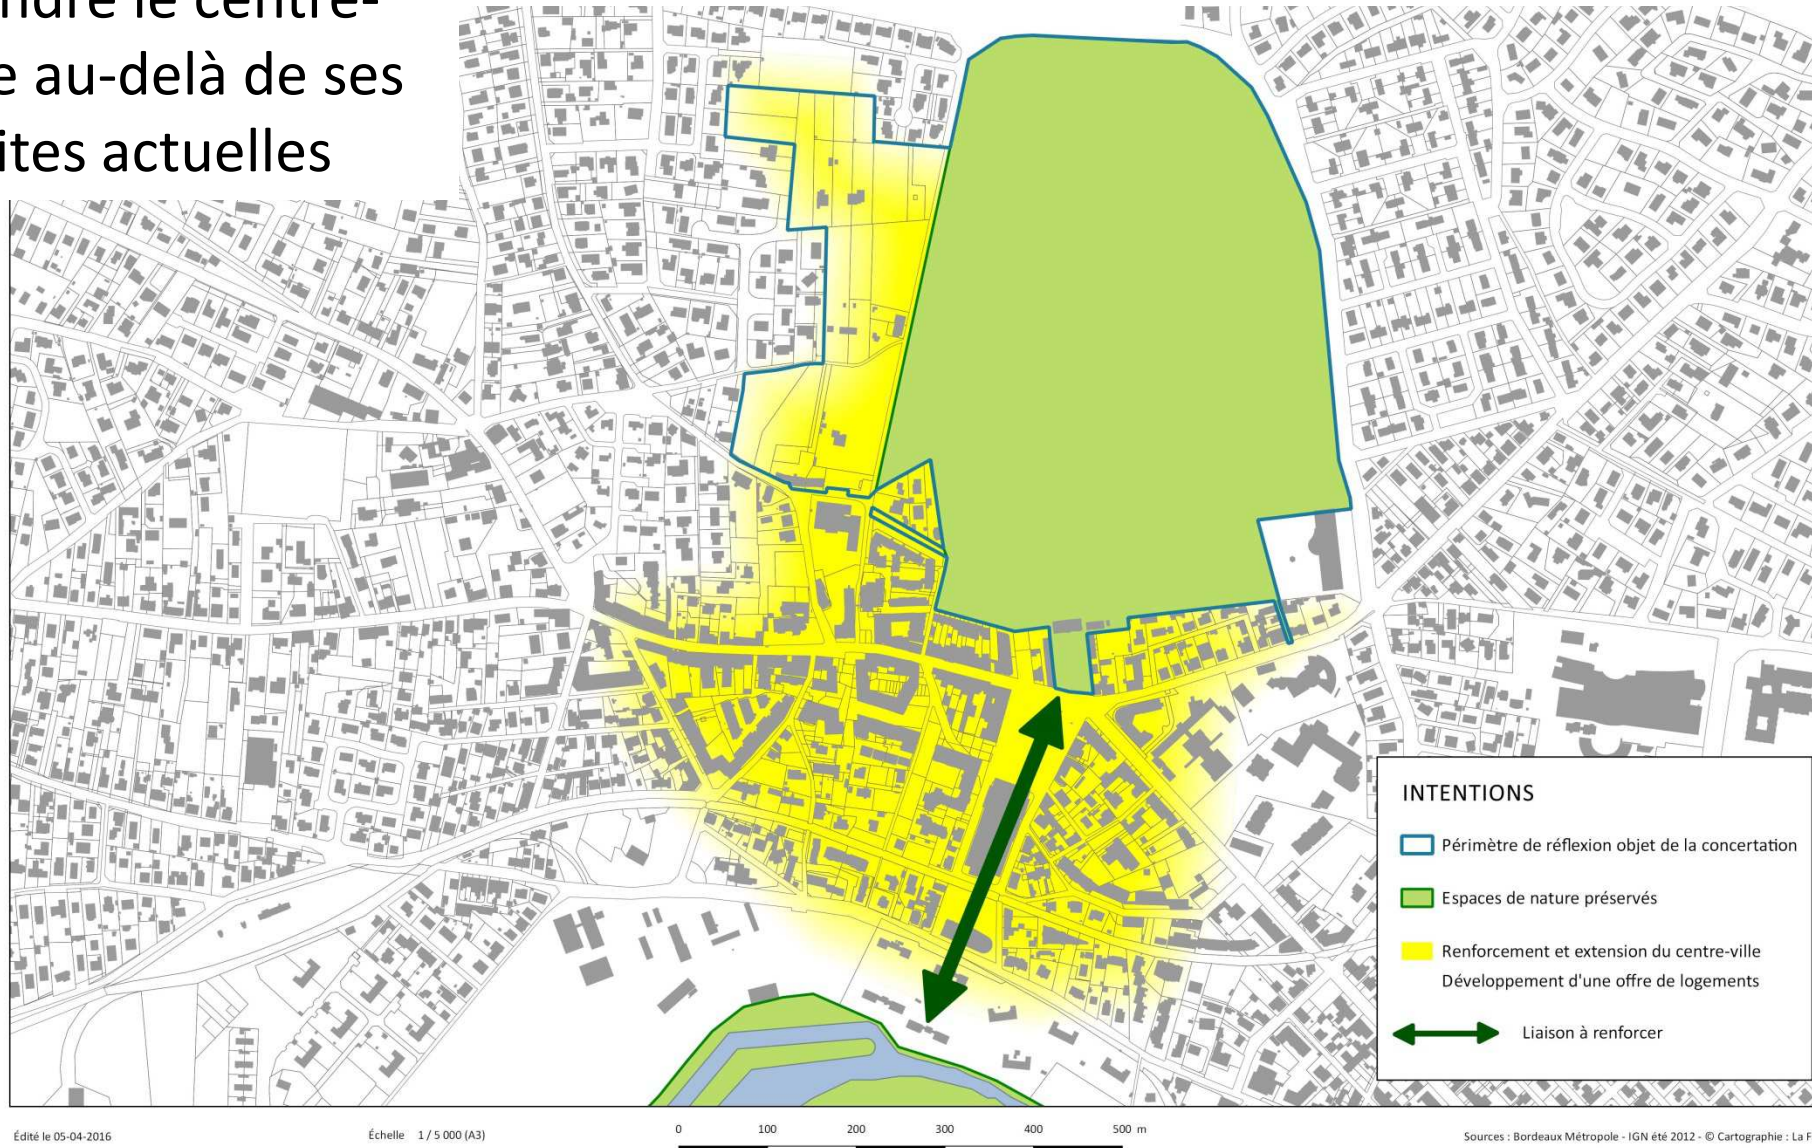 ndre le centre-
e au-delà de ses
ites actuelles
INTENTIONS
Périmètre de réflexion objet de la concertation
Espaces de nature préservés
Renforcement et extension du centre-ville
Développement d'une offre de logements
Liaison à renforcer
Édité le 05-04-2016
Échelle 1 / 5 000 (A3)
0 100 200 300 400 500 m
Sources : Bordeaux Métropole - IGN été 2012 - © Cartographie : La F